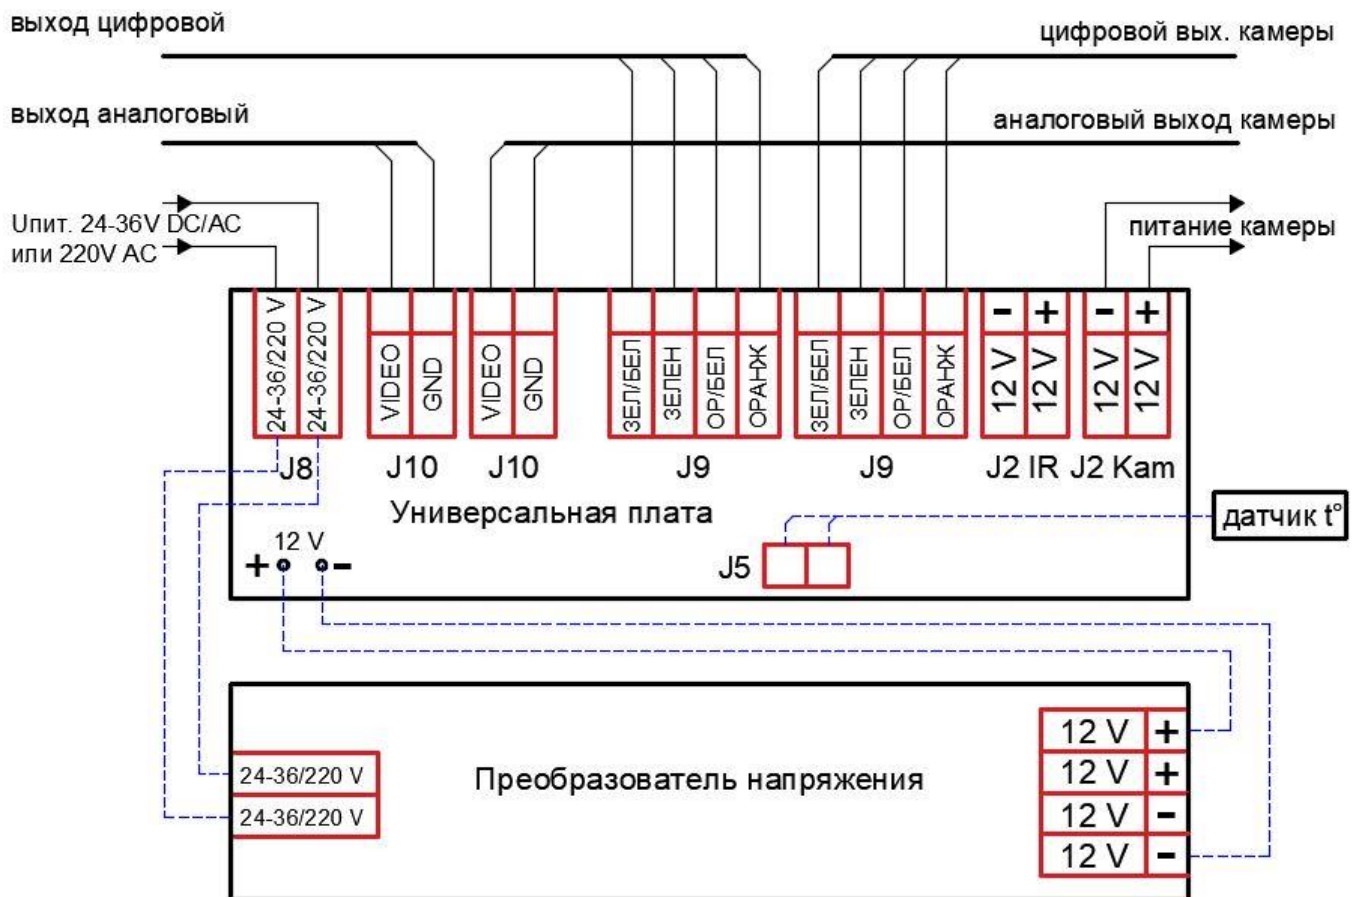 выход цифровой
цифровой вых. камеры
выход аналоговый
аналоговый выход камеры
Uпит. 24-36V DC/AC
или 220V AC
питание камеры
24-36/220 V
24-36/220 V
VIDEO
GND
VIDEO
GND
ЗЕЛ/БЕЛ
ЗЕЛЕН
ОР/БЕЛ
ОРАНЖ
ЗЕЛ/БЕЛ
ЗЕЛЕН
ОР/БЕЛ
ОРАНЖ
- 12 V
+ 12 V
- 12 V
+ 12 V
J8
J10
J10
J9
J9
J2 IR
J2 Kam
Универсальная плата
датчик t°
12 V
+ -
J5
12 V +
24-36/220 V
Преобразователь напряжения
12 V +
24-36/220 V
12 V -
12 V -